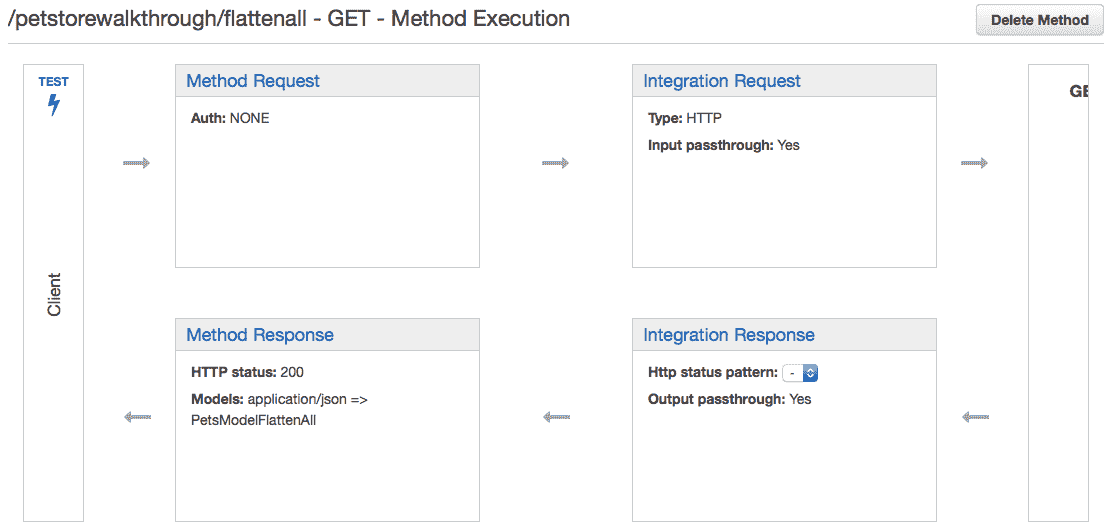 /petstorewalkthrough/flattenall - GET - Method Execution
Delete Method
TEST
Client
Method Request
Auth: NONE
Integration Request
Type: HTTP
Input passthrough: Yes
Method Response
HTTP status: 200
Models: application/json =>
PetsModelFlattenAll
Integration Response
Http status pattern: -
Output passthrough: Yes